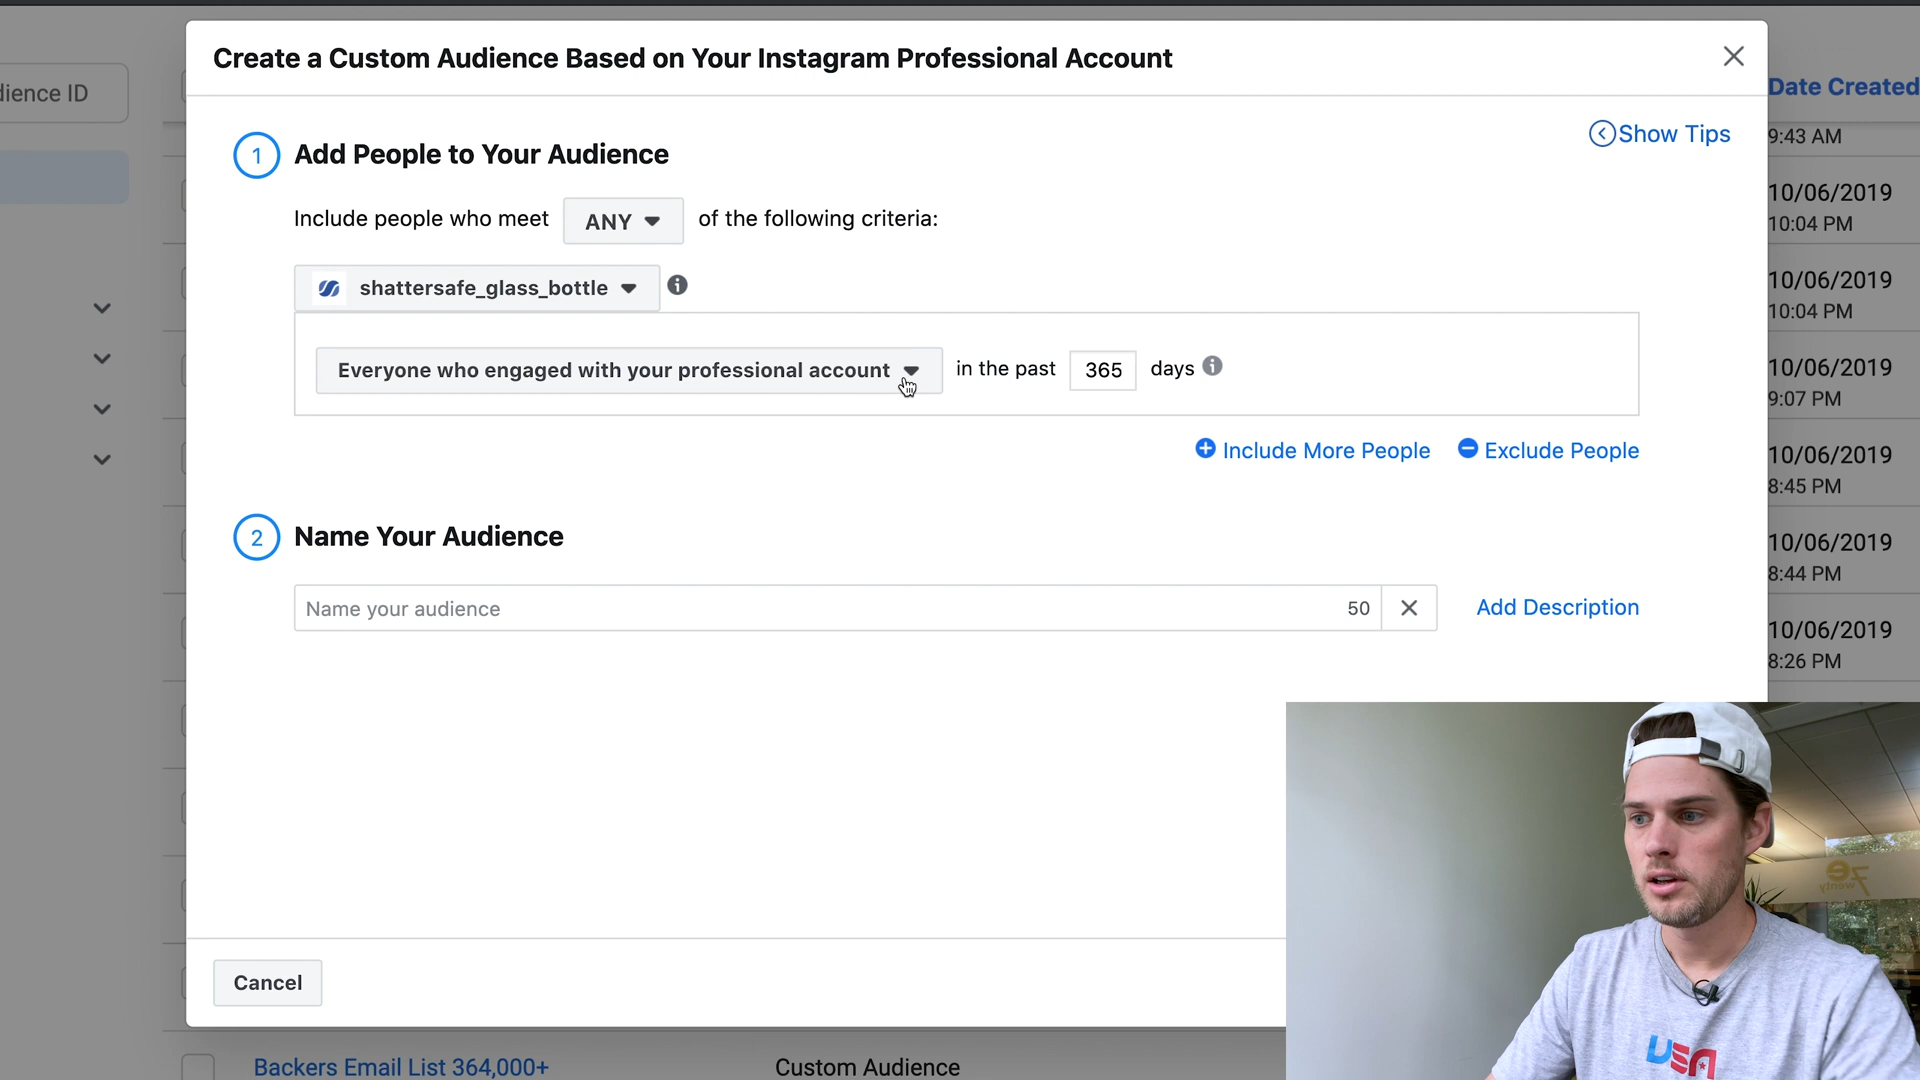 Create a Custom Audience Based on Your Instagram Professional Account
dience ID
Date Created
Show Tips
9:43 AM
1 Add People to Your Audience
10/06/2019
10:04 PM
Include people who meet ANY of the following criteria:
shattersafe_glass_bottle
10/06/2019
10:04 PM
Everyone who engaged with your professional account in the past 365 days
10/06/2019
9:07 PM
Include More People Exclude People
10/06/2019
8:45 PM
2 Name Your Audience
10/06/2019
8:44 PM
Name your audience 50 Add Description
10/06/2019
8:26 PM
7wenty
Cancel
USA
Backers Email List 364,000+ Custom Audience